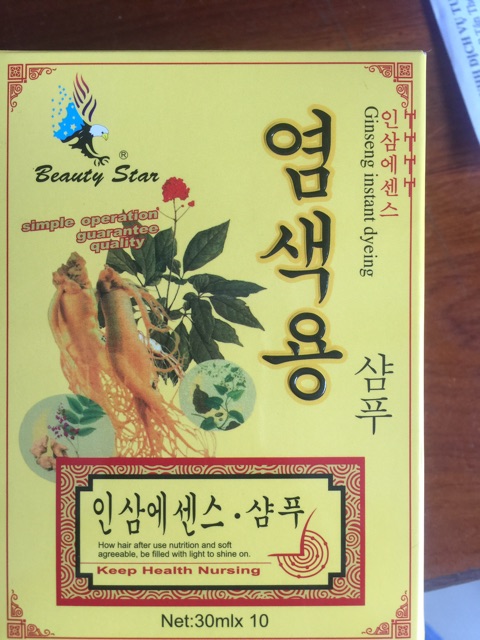 Beauty Star
®
simple operation
guarantee
quality
염색용
샴푸
인삼에센스
Ginseng instant dyeing
인삼에센스·샴푸
How hair after use nutrition and soft
agreeable, be filled with light to shine on.
Keep Health Nursing
Net:30mlx 10
DỊCH VỤ